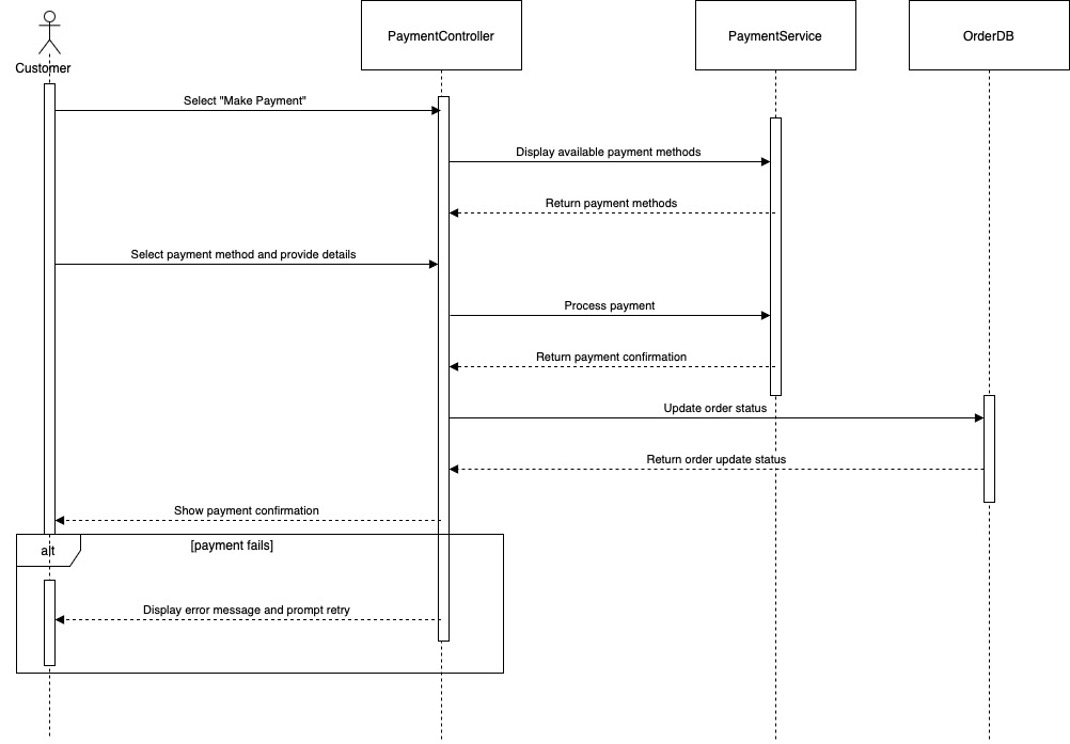 Customer
PaymentController
PaymentService
OrderDB
Select "Make Payment"
Display available payment methods
Return payment methods
Select payment method and provide details
Process payment
Return payment confirmation
Update order status
Return order update status
Show payment confirmation
alt
[payment fails]
Display error message and prompt retry